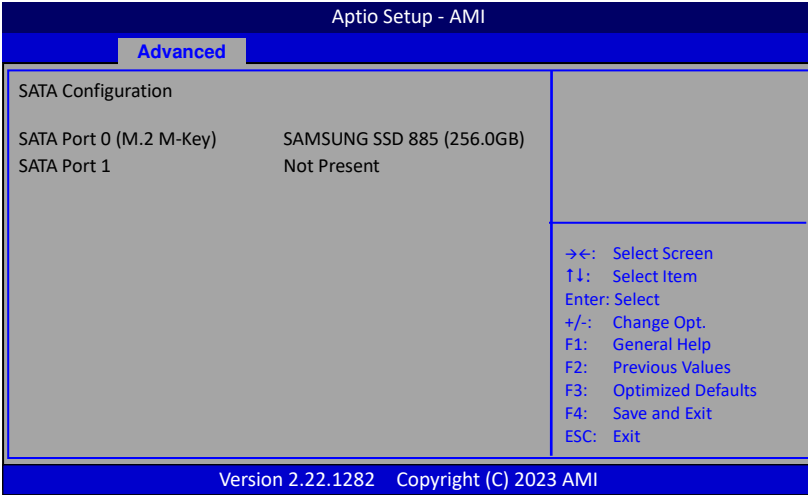 Aptio Setup - AMI
Advanced
SATA Configuration
SATA Port 0 (M.2 M-Key) SAMSUNG SSD 885 (256.0GB)
SATA Port 1 Not Present
→←: Select Screen
↑↓: Select Item
Enter: Select
+/-: Change Opt.
F1: General Help
F2: Previous Values
F3: Optimized Defaults
F4: Save and Exit
ESC: Exit
Version 2.22.1282 Copyright (C) 2023 AMI